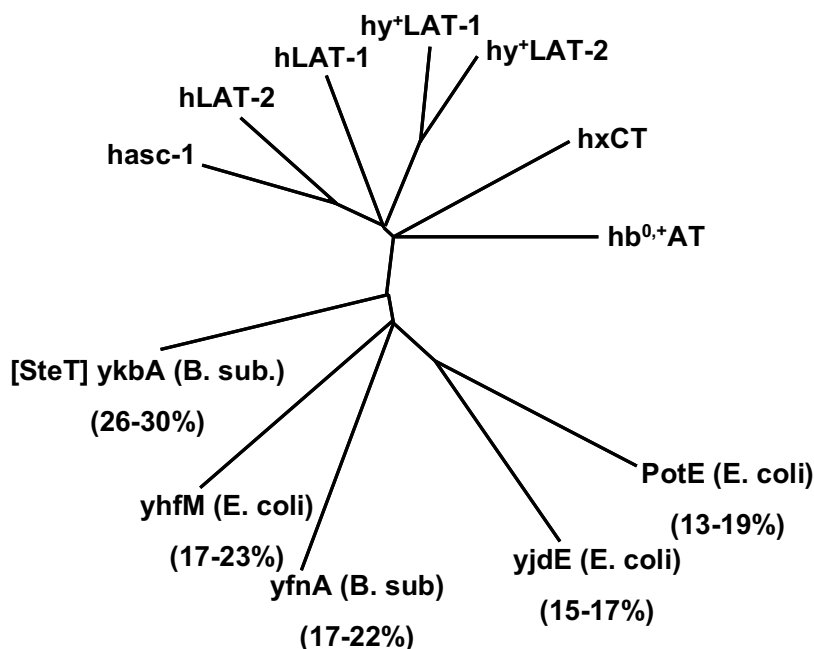 hy⁺LAT-1
hy⁺LAT-2
hLAT-1
hLAT-2
hasc-1
hxCT
hb⁰,⁺AT
[SteT] ykbA (B. sub.)
(26-30%)
PotE (E. coli)
(13-19%)
yhfM (E. coli)
(17-23%)
yjdE (E. coli)
(15-17%)
yfnA (B. sub)
(17-22%)